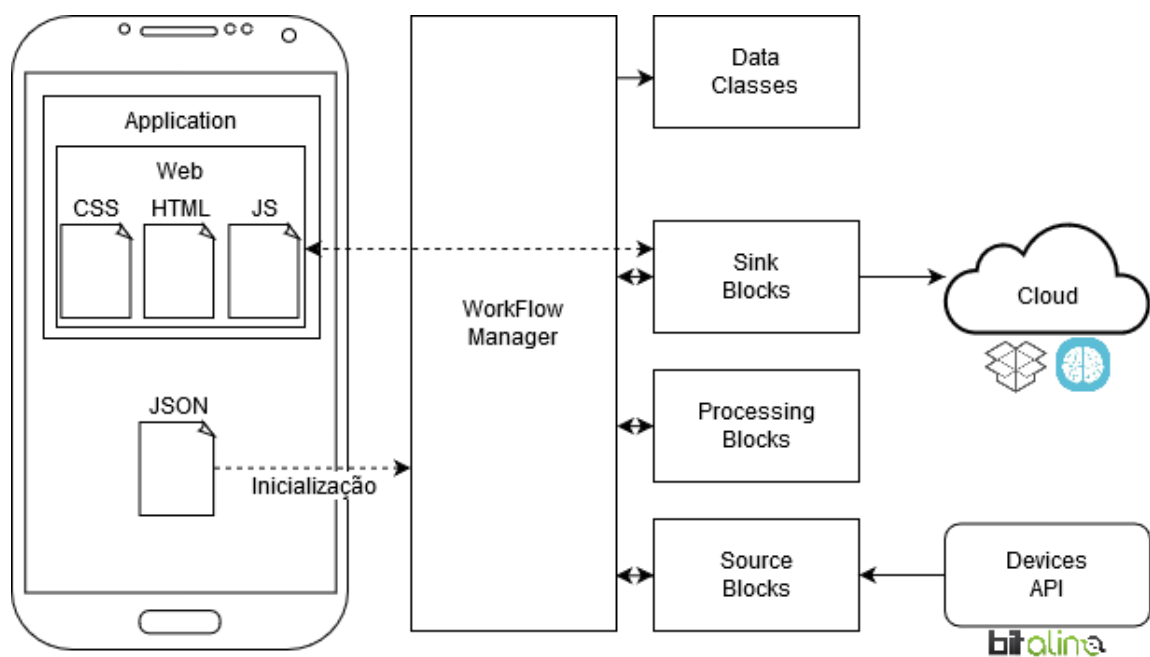 Application
Web
CSS HTML JS
JSON
Inicialização
WorkFlow
Manager
Data
Classes
Sink
Blocks
Cloud
Processing
Blocks
Source
Blocks
Devices
API
bitalino